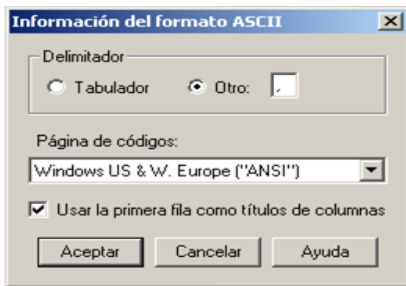 Información del formato ASCII
Delimitador
Tabulador
Otro: ,
Página de códigos:
Windows US & W. Europe ("ANSI")
Usar la primera fila como títulos de columnas
Aceptar Cancelar Ayuda